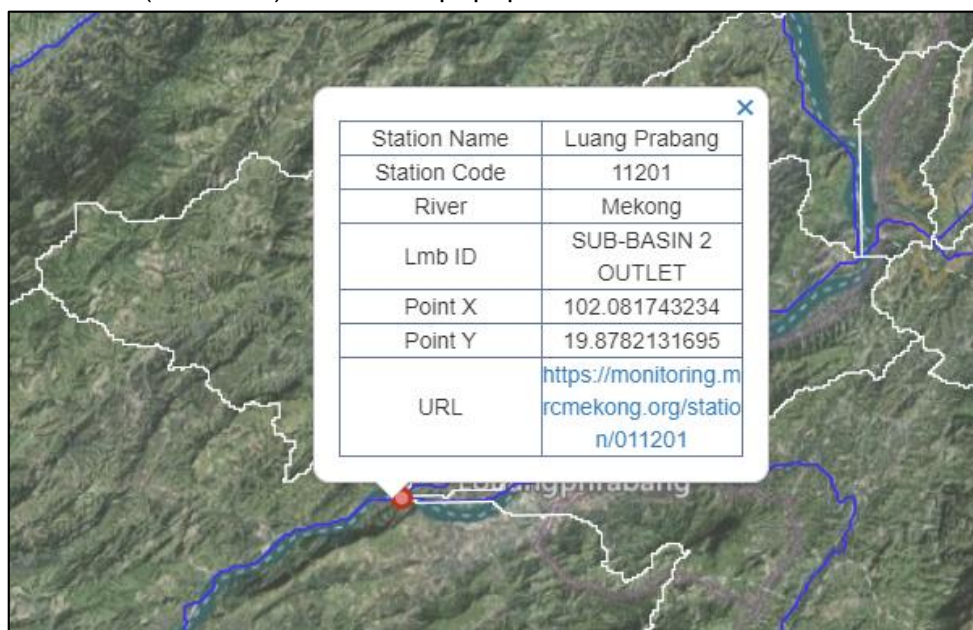 ×
Station Name Luang Prabang
Station Code 11201
River Mekong
Lmb ID SUB-BASIN 2
OUTLET
Point X 102.081743234
Point Y 19.8782131695
URL https://monitoring.m
rcmekong.org/statio
n/011201